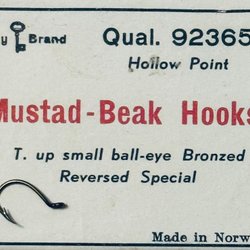 y Brand
Qual. 92365
Hollow Point
Mustad-Beak Hooks
T. up small ball-eye Bronzed
Reversed Special
Made in Norw